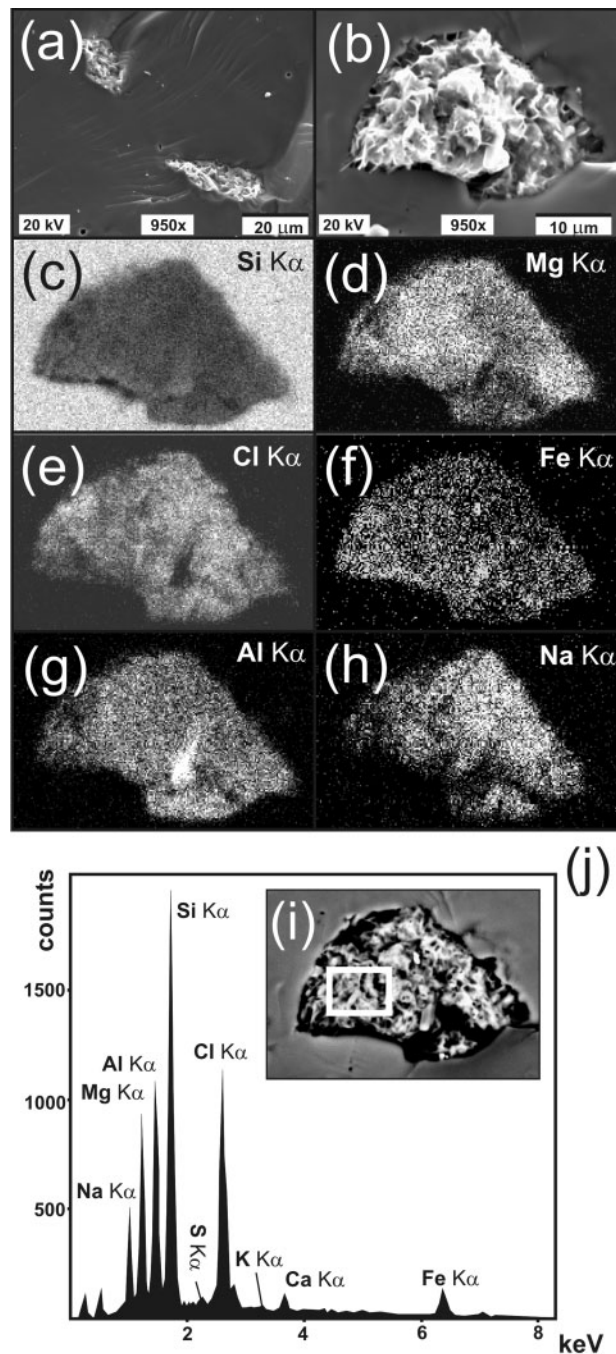 (a)
(b)
20 kV 950x 20 μm
20 kV 950x 10 μm
(c) Si Kα
(d) Mg Kα
(e) Cl Kα
(f) Fe Kα
(g) Al Kα
(h) Na Kα
(j)
counts
(i)
Si Kα
1500
Al Kα
Cl Kα
Mg Kα
1000
Na Kα
500
S Kα
K Kα
Ca Kα
Fe Kα
2 4 6 8
keV